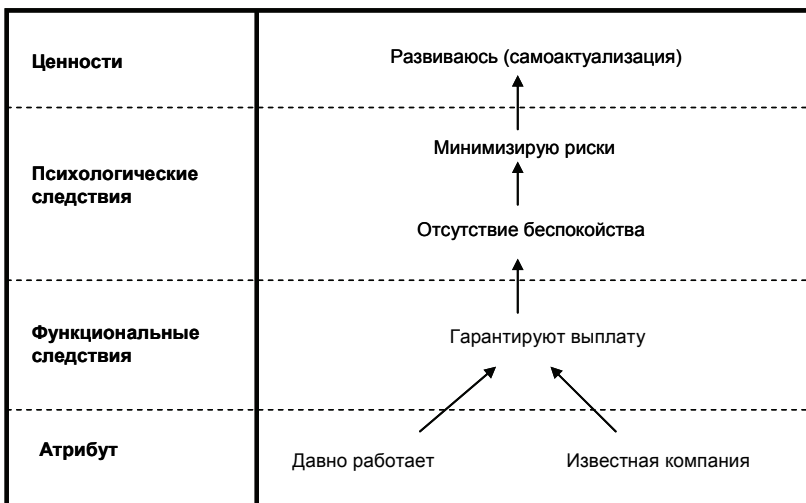 Ценности
Развиваюсь (самоактуализация)
Психологические
следствия
Минимизирую риски
Отсутствие беспокойства
Функциональные
следствия
Гарантируют выплату
Атрибут
Давно работает
Известная компания